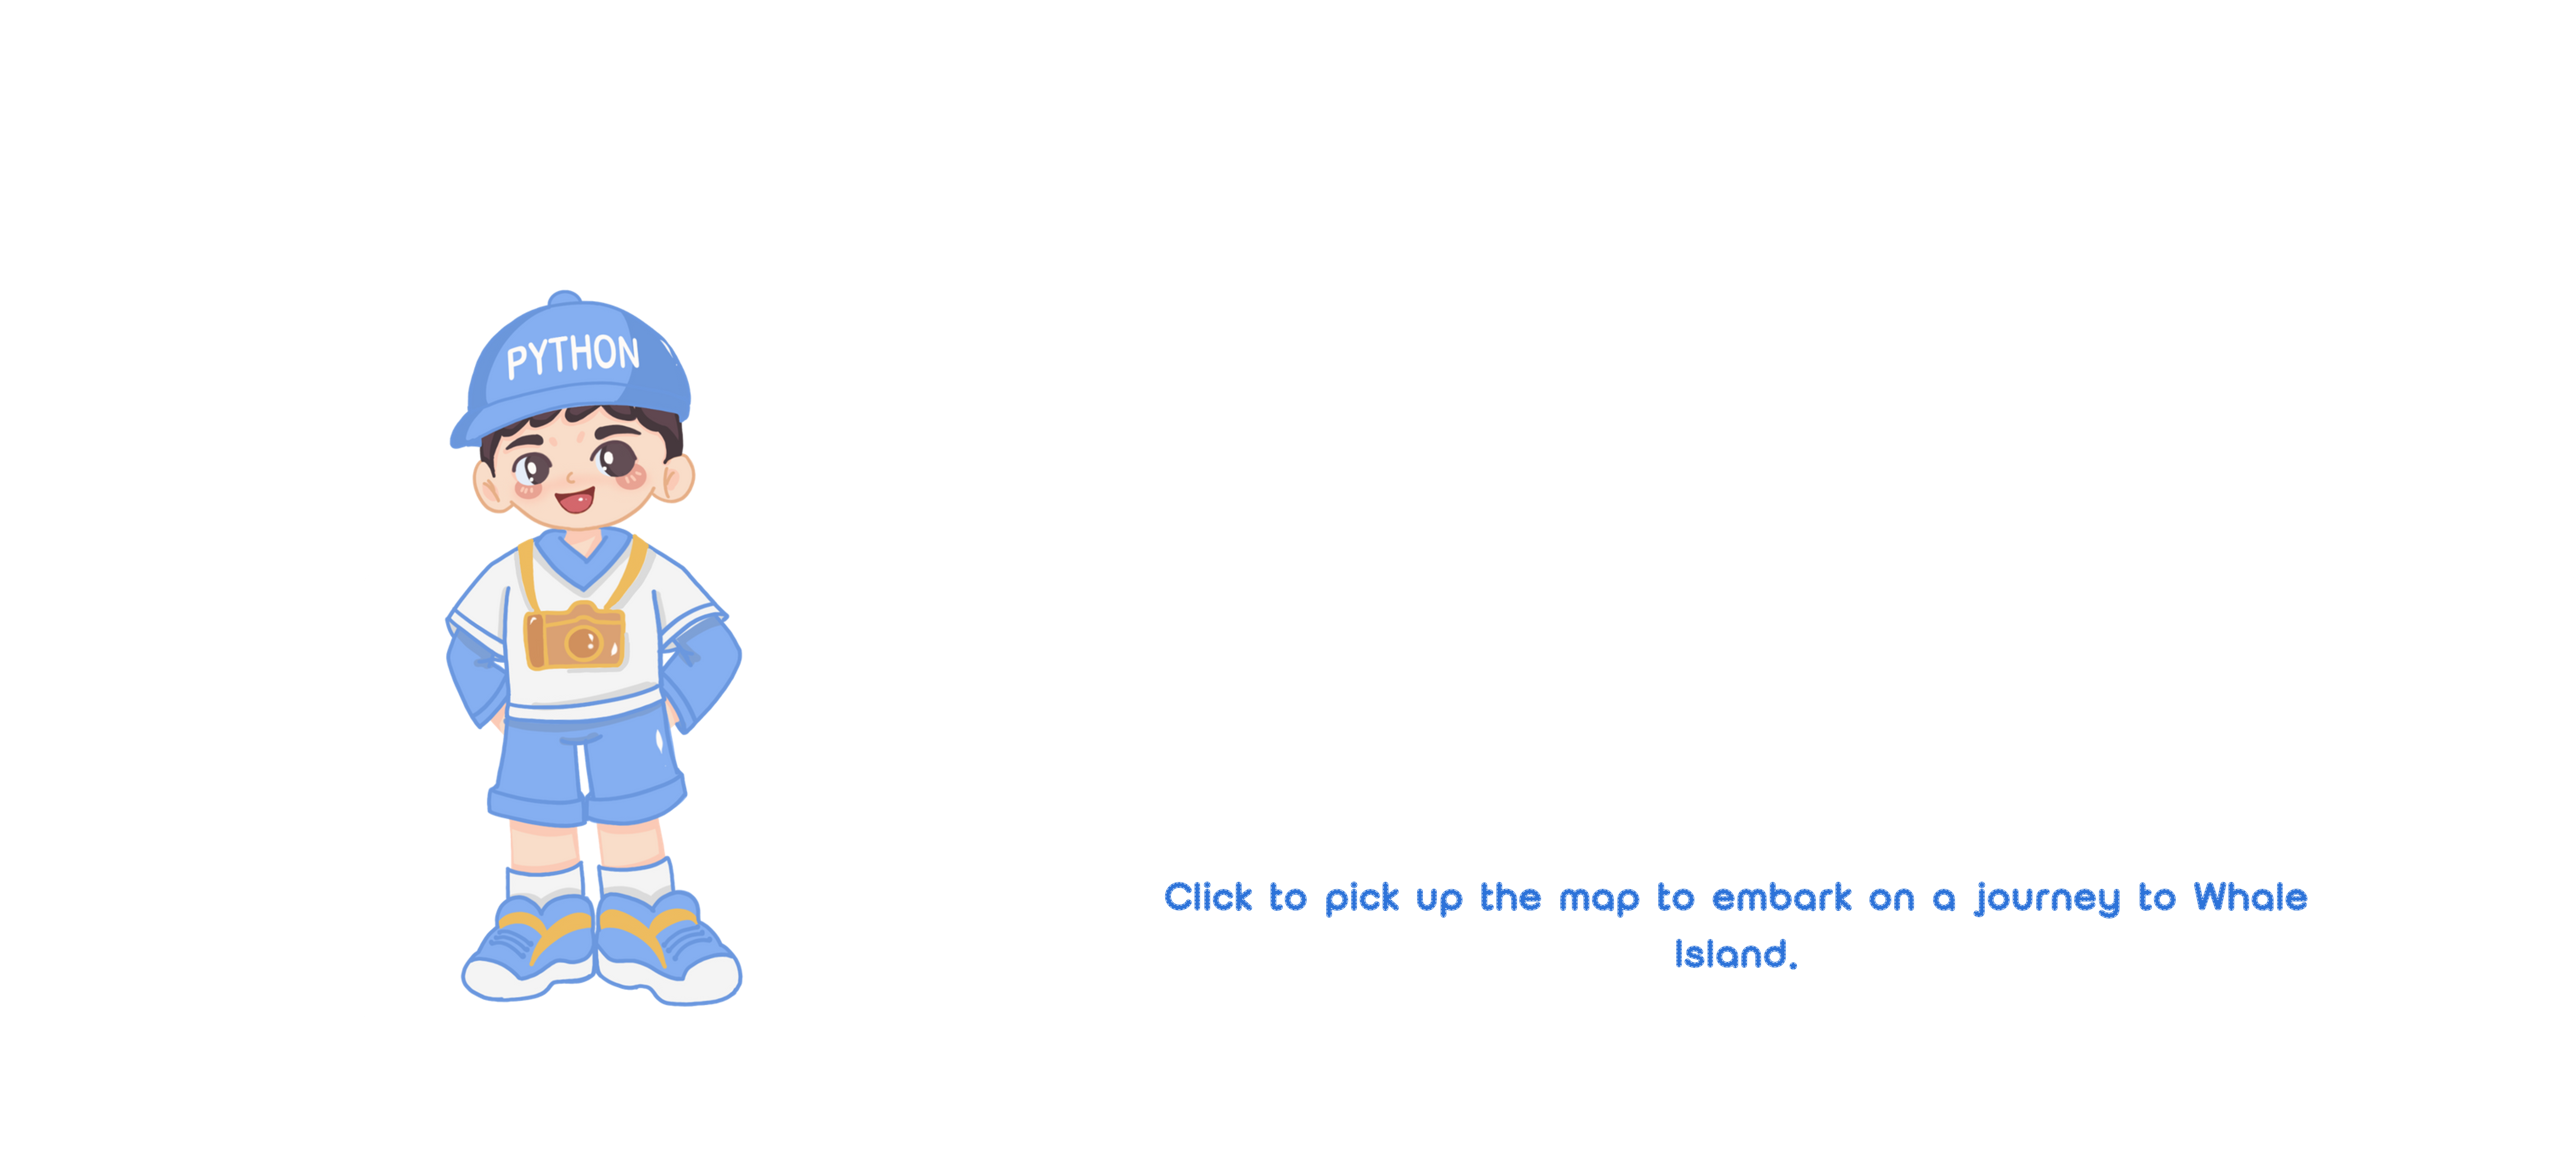 PYTHON
Click to pick up the map to embark on a journey to Whale
Island.